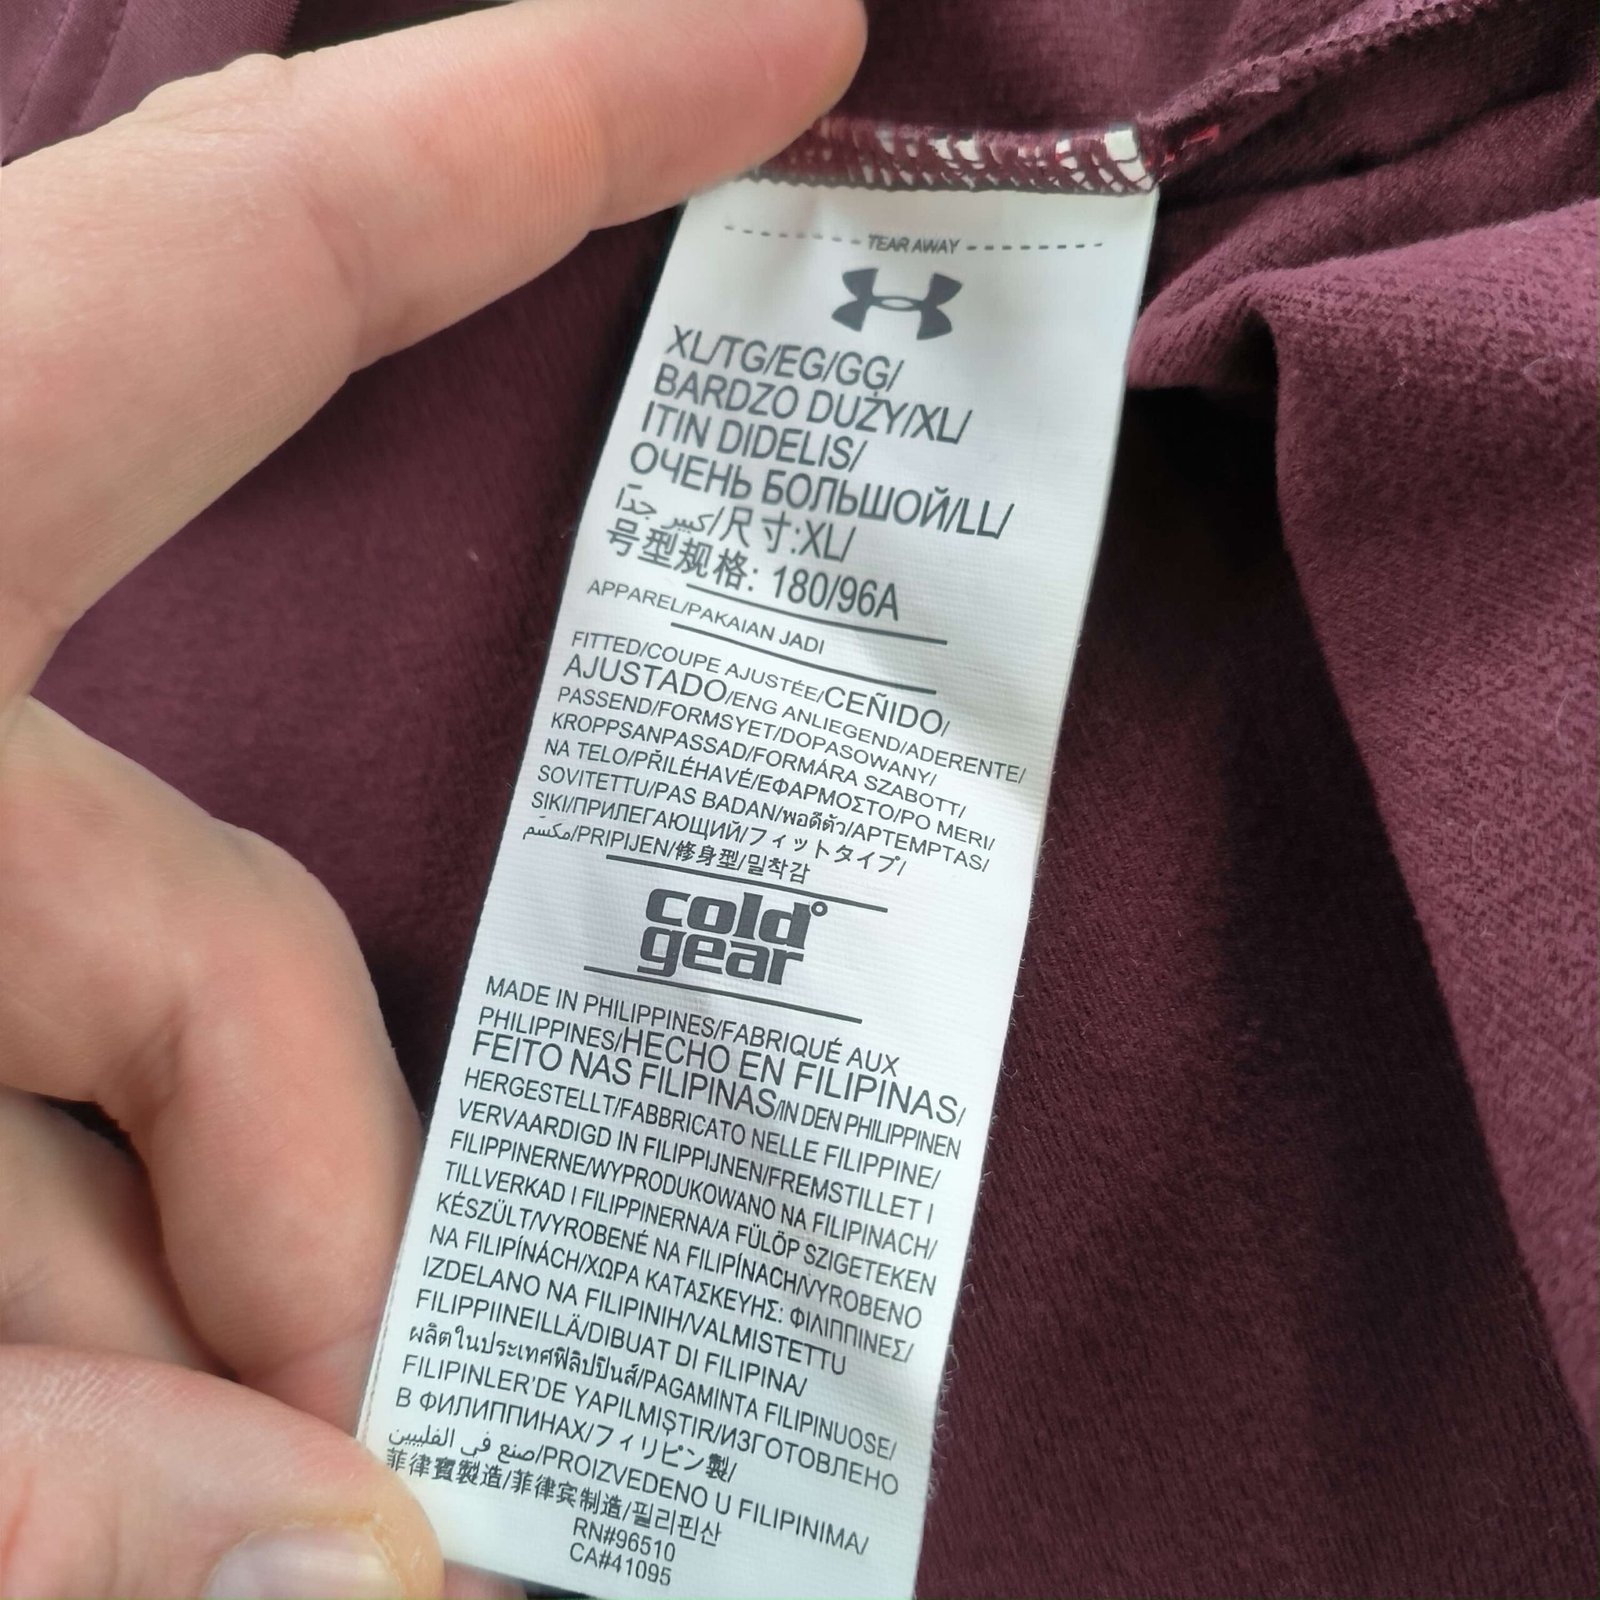 TEAR AWAY
XL/TG/EG/GG/
BARDZO DUŻY/XL/
ITIN DIDELIS/
ОЧЕНЬ БОЛЬШОЙ/LL/
كبير جدًا/尺寸:XL/
号型规格: 180/96A
APPAREL/PAKAIAN JADI
FITTED/COUPE AJUSTÉE/CEÑIDO/
AJUSTADO/ENG ANLIEGEND/ADERENTE/
PASSEND/FORMSYET/DOPASOWANY/
KROPPSANPASSAD/FORMÁRA SZABOTT/
NA TELO/PŘILÉHAVÉ/ΕΦΑΡΜΟΣΤΟ/PO MERI/
SOVITETTU/PAS BADAN/พอดีตัว/APTEMPTAS/
SIKI/ПРИЛЕГАЮЩИЙ/フィットタイプ/
مكسّم/PRIPIJEN/修身型/밀착감
cold°
gear
MADE IN PHILIPPINES/FABRIQUÉ AUX
PHILIPPINES/HECHO EN FILIPINAS/
FEITO NAS FILIPINAS/IN DEN PHILIPPINEN
HERGESTELLT/FABBRICATO NELLE FILIPPINE/
VERVAARDIGD IN FILIPPIJNEN/FREMSTILLET I
FILIPPINERNE/WYPRODUKOWANO NA FILIPINACH/
TILLVERKAD I FILIPPINERNA/A FÜLÖP SZIGETEKEN
KÉSZÜLT/VYROBENÉ NA FILIPÍNACH/VYROBENO
NA FILIPÍNÁCH/ΧΩΡΑ ΚΑΤΑΣΚΕΥΗΣ: ΦΙΛΙΠΠΙΝΕΣ/
IZDELANO NA FILIPINIH/VALMISTETTU
FILIPPIINEILLÄ/DIBUAT DI FILIPINA/
ผลิตในประเทศฟิลิปปินส์/PAGAMINTA FILIPINUOSE/
FILIPINLER'DE YAPILMIŞTIR/ИЗГОТОВЛЕНО
В ФИЛИППИНАХ/フィリピン製/
صنع في الفليبين/PROIZVEDENO U FILIPINIMA/
菲律賓製造/菲律宾制造/필리핀산
RN#96510
CA#41095